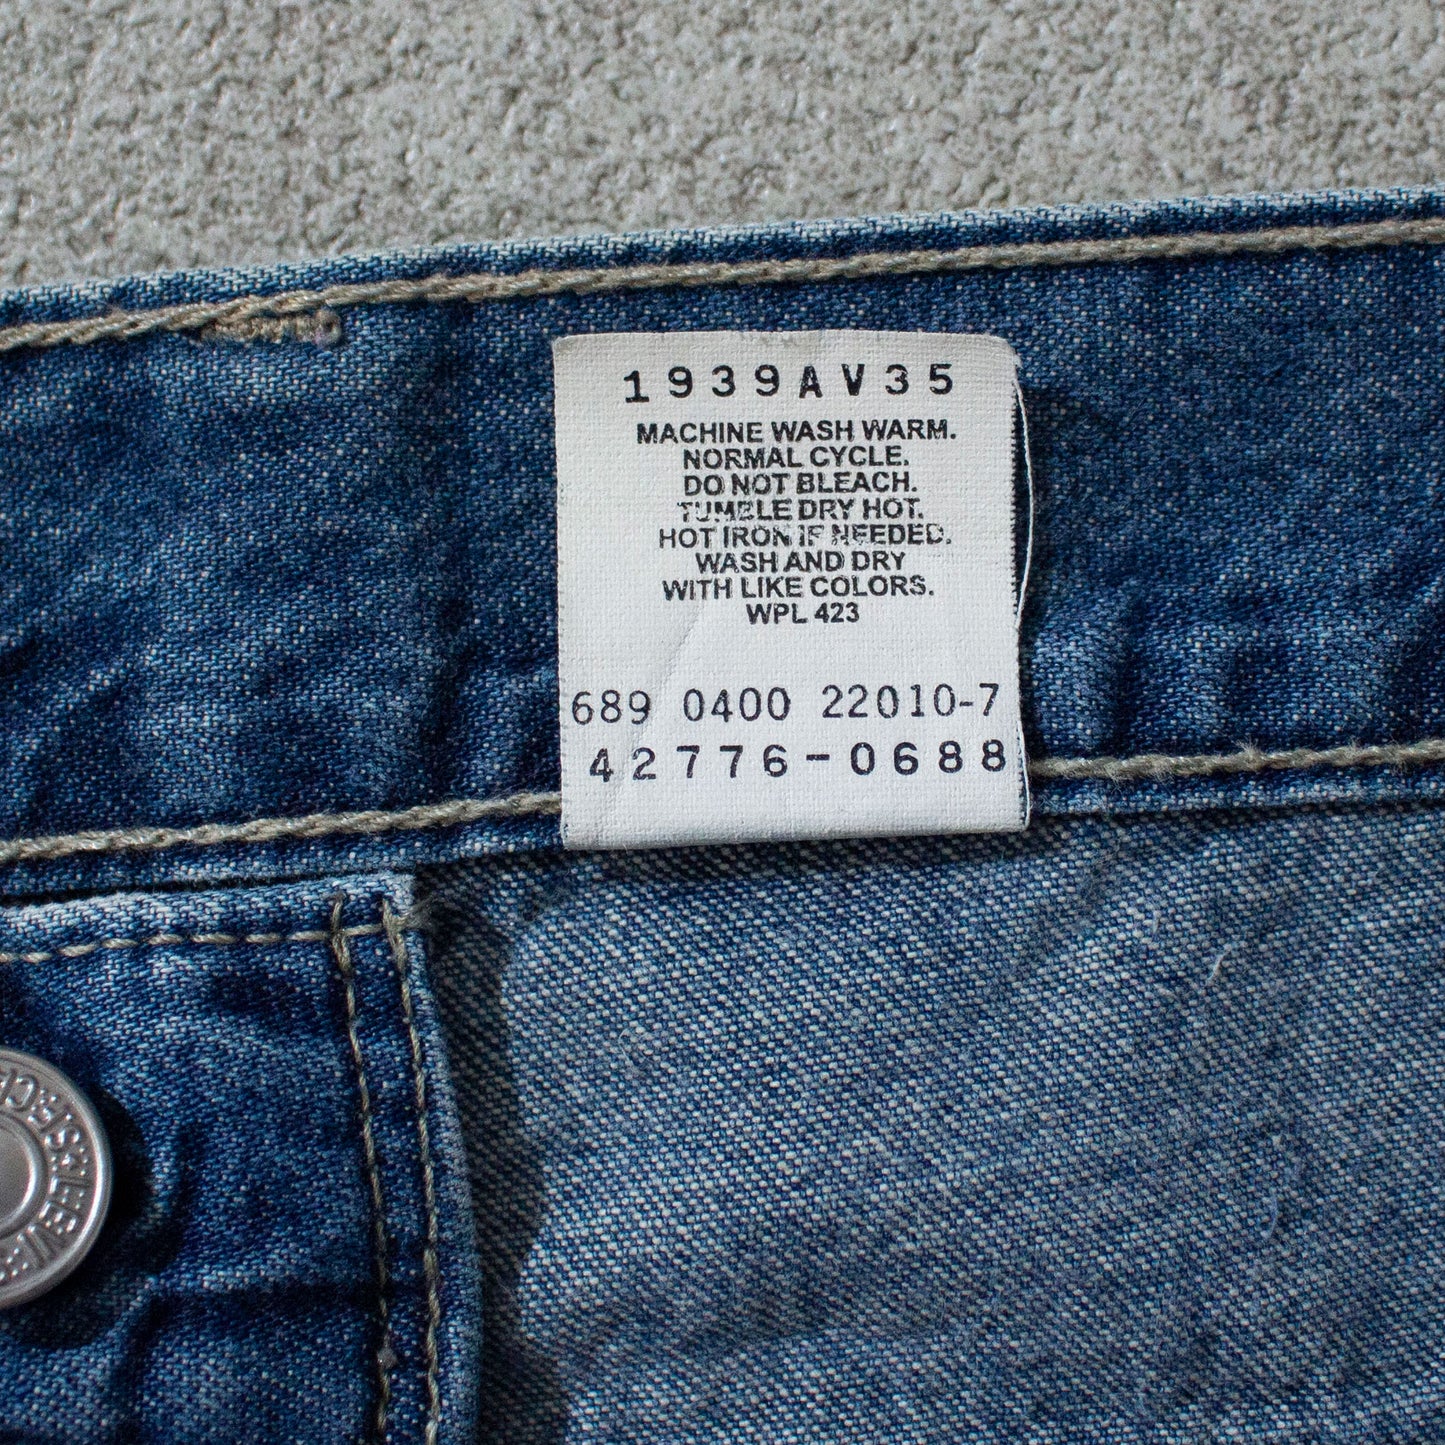 1939AV35
MACHINE WASH WARM.
NORMAL CYCLE.
DO NOT BLEACH.
TUMBLE DRY HOT.
HOT IRON IF NEEDED.
WASH AND DRY
WITH LIKE COLORS.
WPL 423
689 0400 22010-7
42776-0688